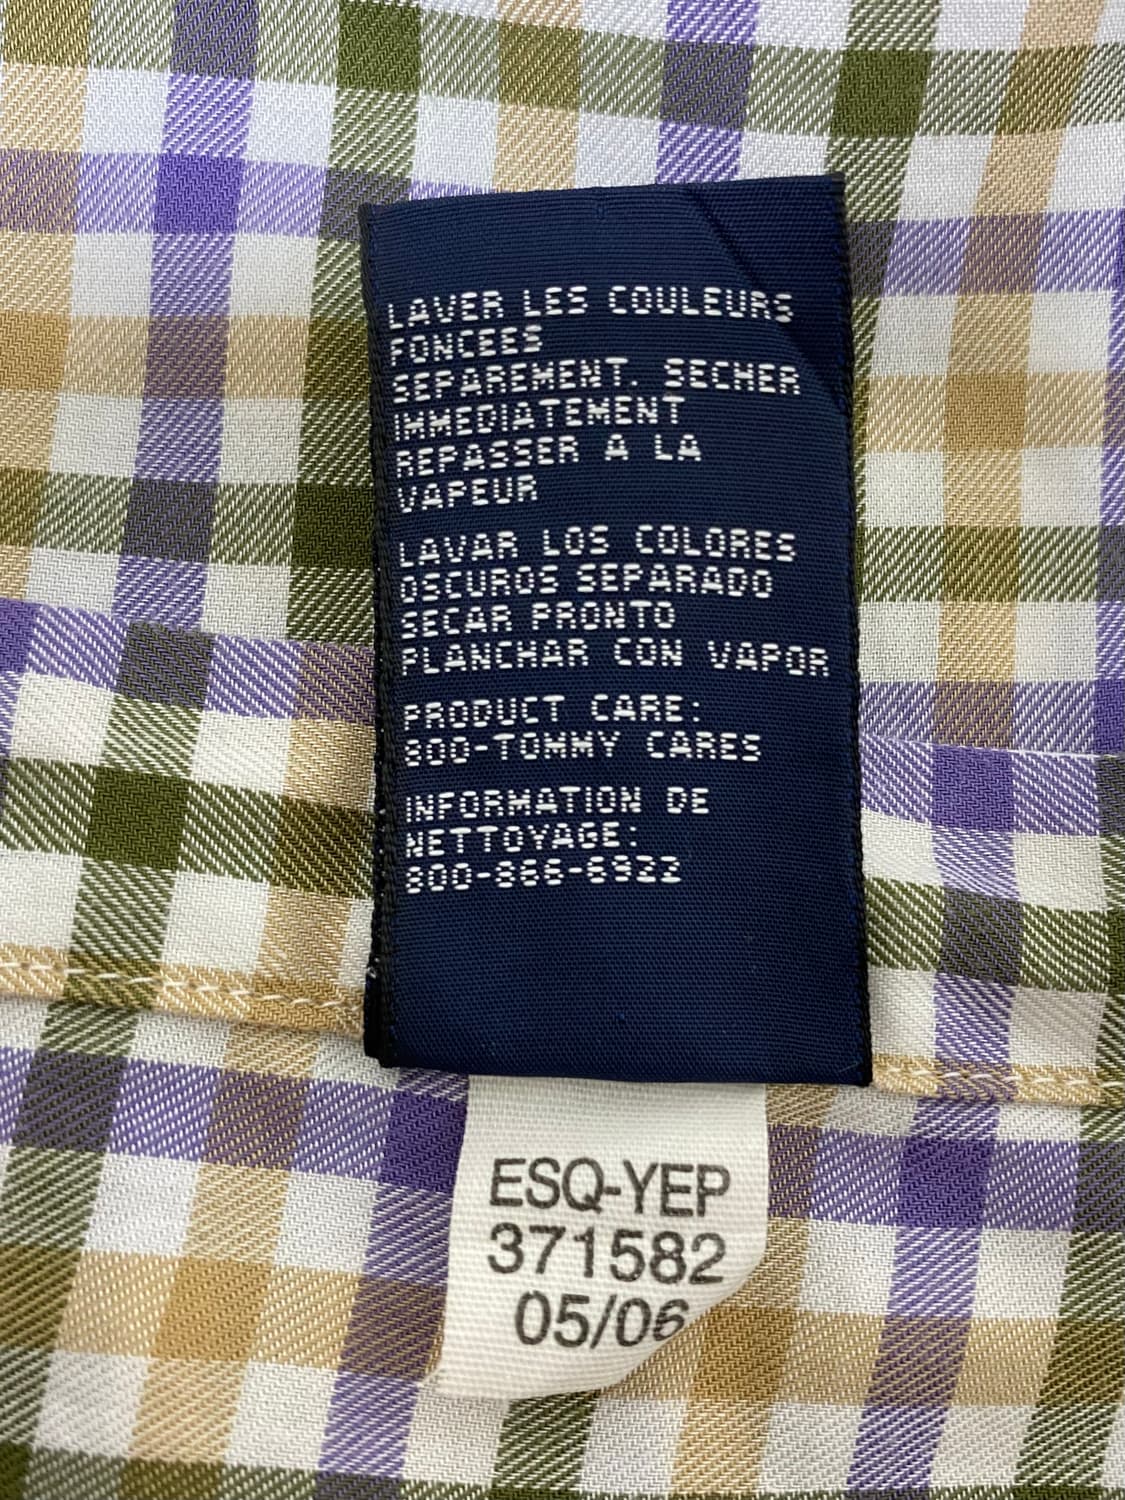 LAVER LES COULEURS
FONCEES
SEPAREMENT. SECHER
IMMEDIATEMENT
REPASSER A LA
VAPEUR
LAVAR LOS COLORES
OSCUROS SEPARADO
SECAR PRONTO
PLANCHAR CON VAPOR
PRODUCT CARE:
800-TOMMY CARES
INFORMATION DE
NETTOYAGE:
800-866-6922
ESQ-YEP
371582
05/06